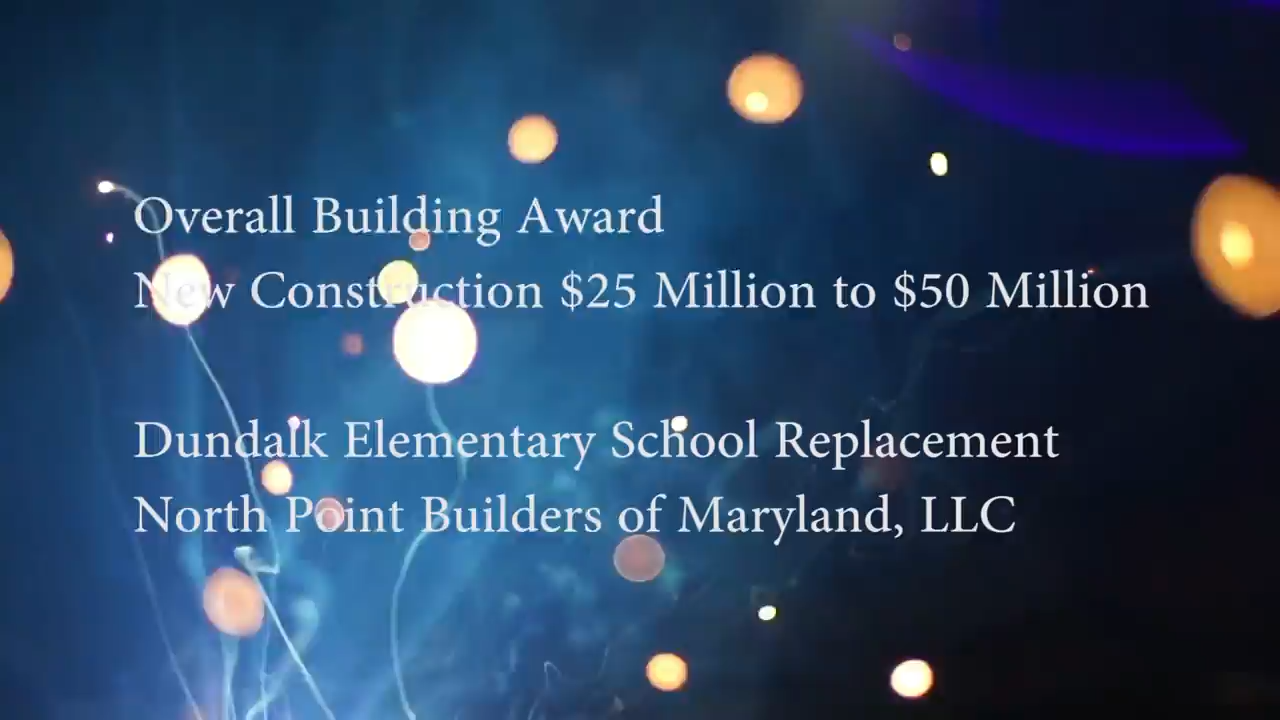 Overall Building Award
New Construction $25 Million to $50 Million
Dundalk Elementary School Replacement
North Point Builders of Maryland, LLC